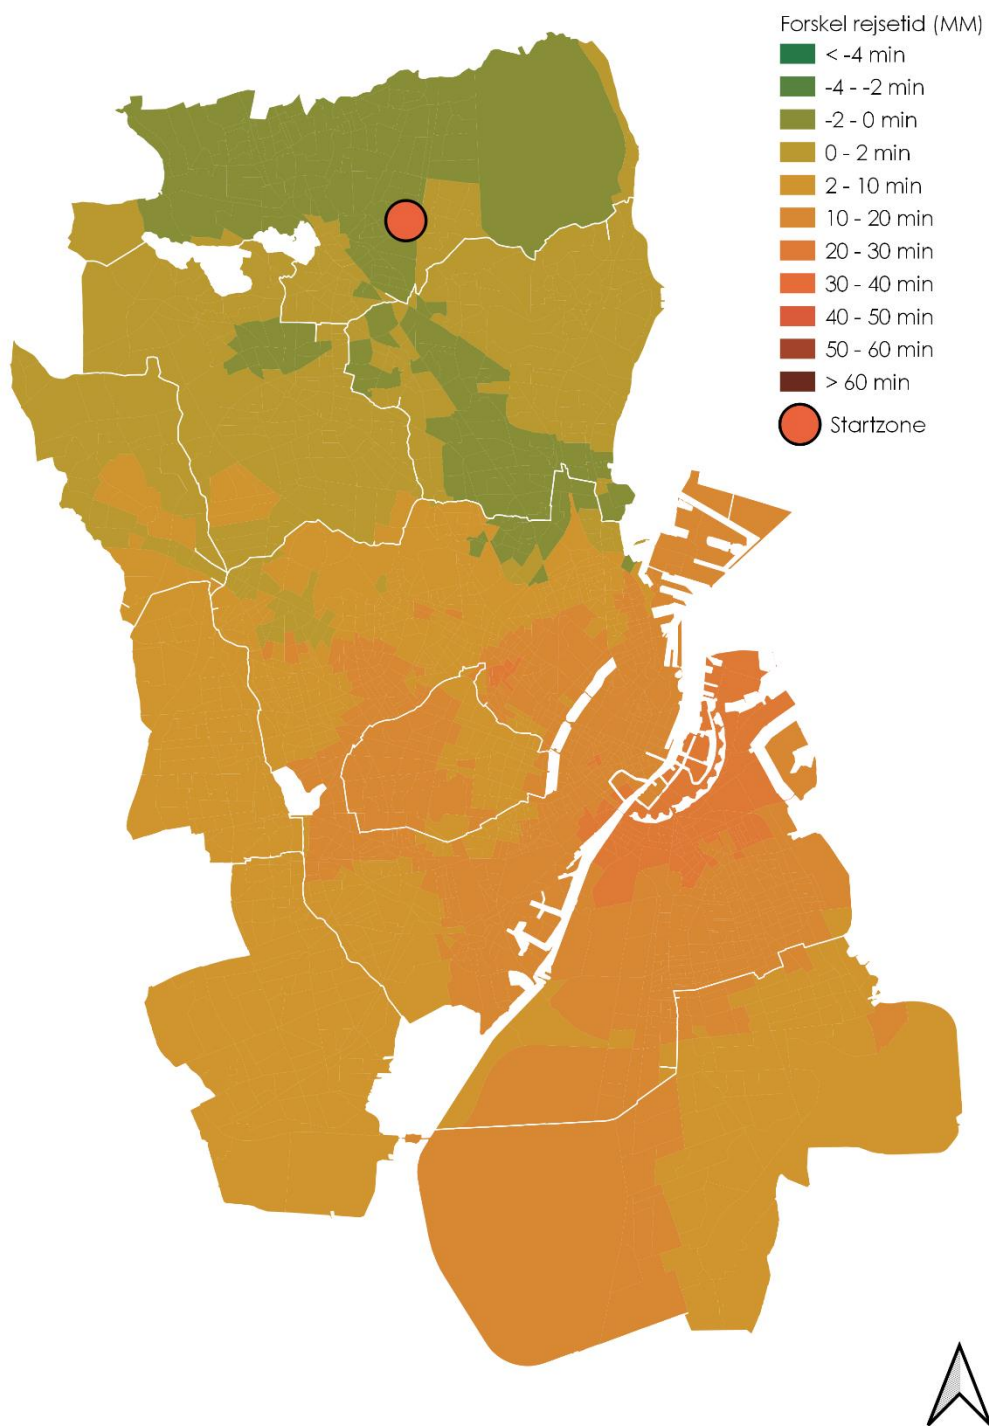 Forskel rejsetid (MM)
< -4 min
-4 - -2 min
-2 - 0 min
0 - 2 min
2 - 10 min
10 - 20 min
20 - 30 min
30 - 40 min
40 - 50 min
50 - 60 min
> 60 min
Startzone